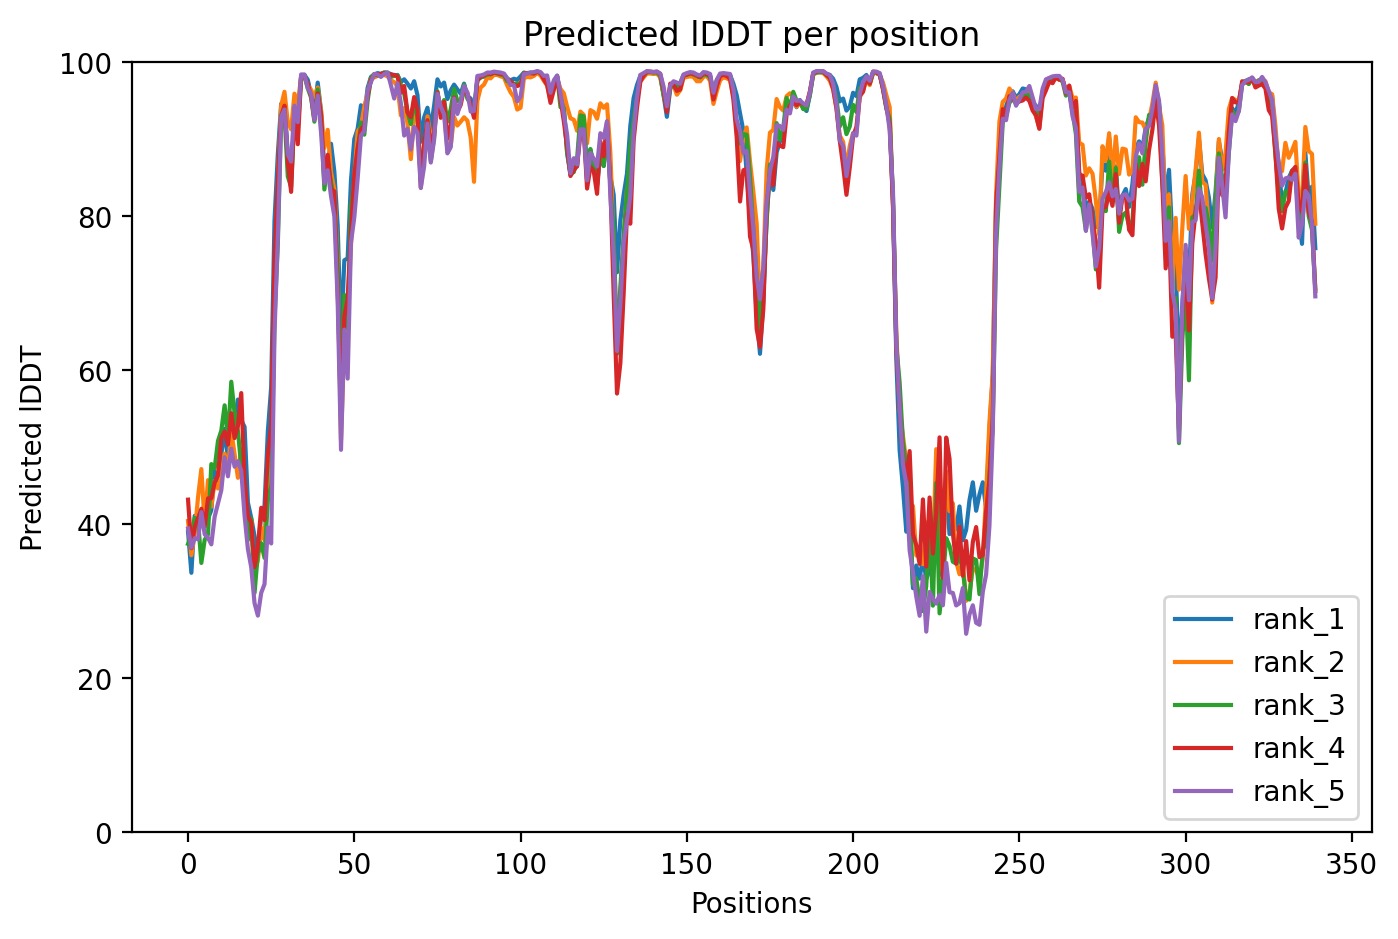 Predicted lDDT per position
100
80
60
40
20
0
Predicted lDDT
0 50 100 150 200 250 300 350
Positions
rank_1
rank_2
rank_3
rank_4
rank_5